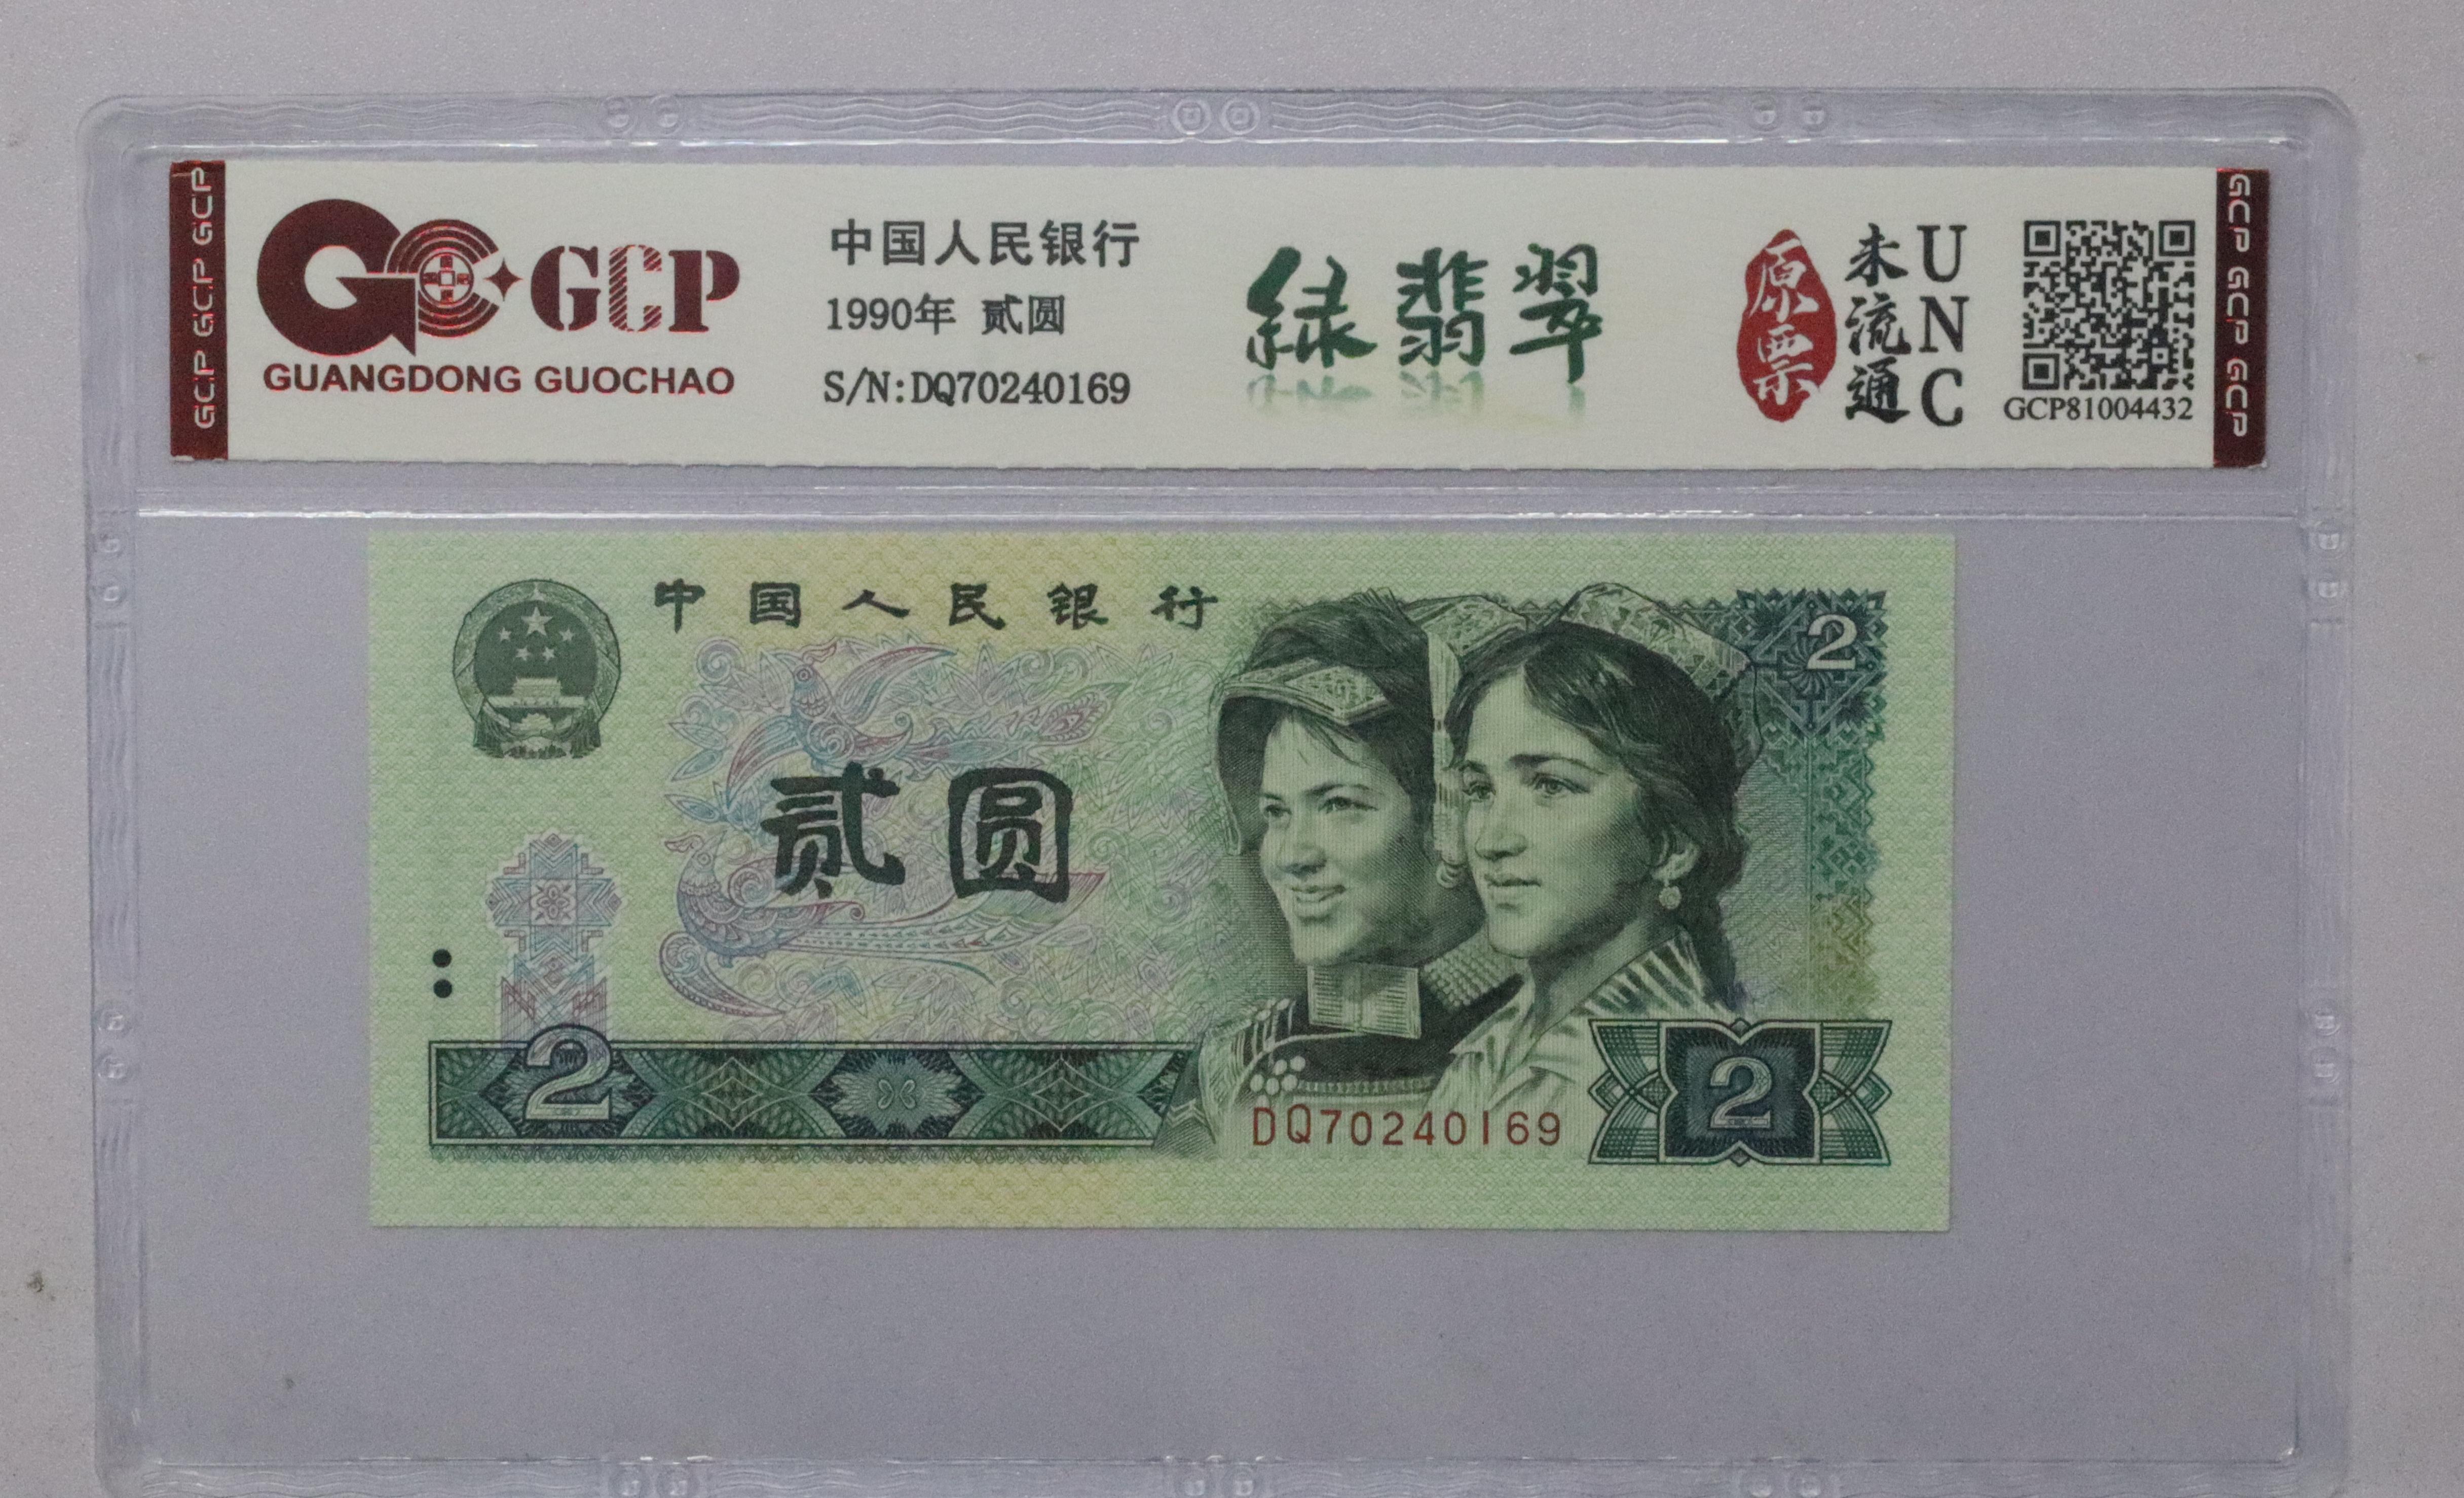 GCP GCP GCP
GCP
GUANGDONG GUOCHAO
中国人民银行
1990年 贰圆
S/N:DQ70240169
绿翡翠
原票
未流通
UNC
GCP81004432
GCP GCP GCP
中国人民银行
2
贰圆
2
DQ70240169
2